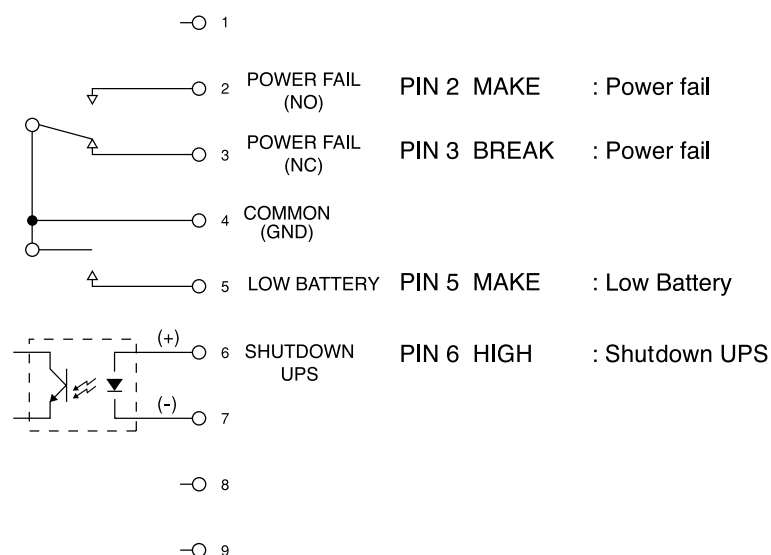 1
2 POWER FAIL (NO) PIN 2 MAKE : Power fail
3 POWER FAIL (NC) PIN 3 BREAK : Power fail
4 COMMON (GND)
5 LOW BATTERY PIN 5 MAKE : Low Battery
(+) 6 SHUTDOWN UPS PIN 6 HIGH : Shutdown UPS
(-) 7
8
9